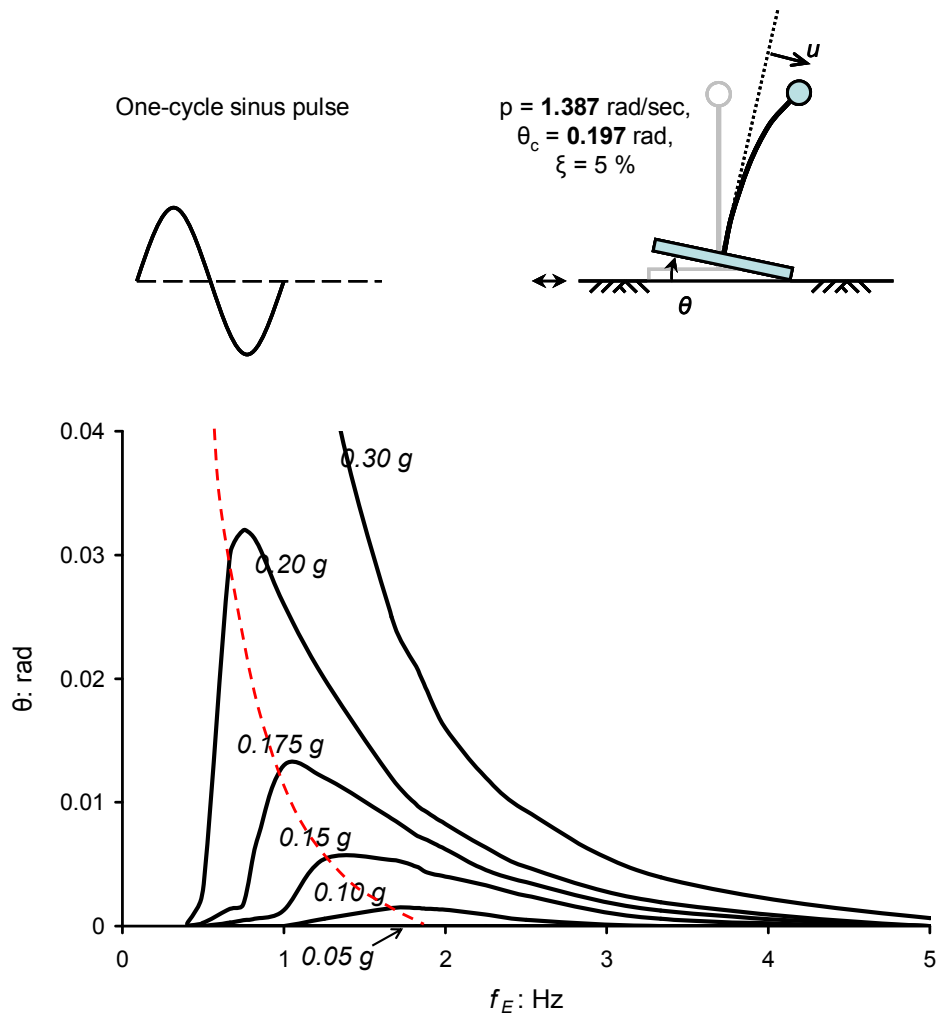 u
One-cycle sinus pulse
p = 1.387 rad/sec,
θc = 0.197 rad,
ξ = 5 %
θ
0.04
0.30 g
0.03
0.20 g
θ: rad
0.02
0.175 g
0.01
0.15 g
0.10 g
0
0.05 g
0 1 2 3 4 5
fE : Hz